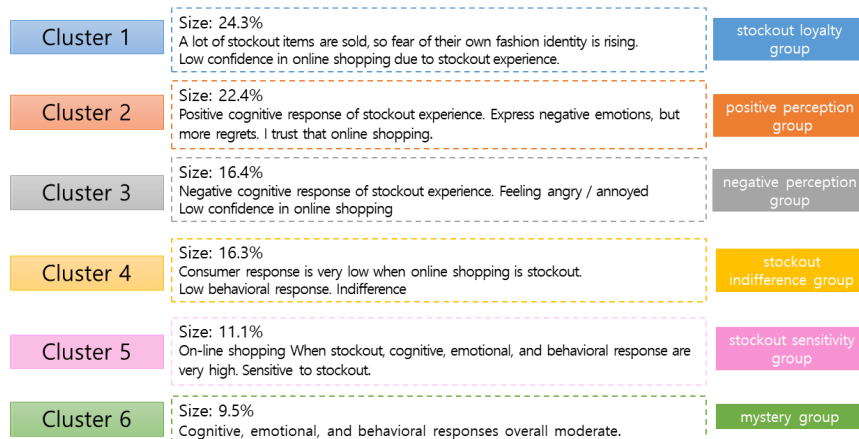 Cluster 1
Size: 24.3%
A lot of stockout items are sold, so fear of their own fashion identity is rising.
Low confidence in online shopping due to stockout experience.
stockout loyalty
group
Cluster 2
Size: 22.4%
Positive cognitive response of stockout experience. Express negative emotions, but
more regrets. I trust that online shopping.
positive perception
group
Cluster 3
Size: 16.4%
Negative cognitive response of stockout experience. Feeling angry / annoyed
Low confidence in online shopping
negative perception
group
Cluster 4
Size: 16.3%
Consumer response is very low when online shopping is stockout.
Low behavioral response. Indifference
stockout
indifference group
Cluster 5
Size: 11.1%
On-line shopping When stockout, cognitive, emotional, and behavioral response are
very high. Sensitive to stockout.
stockout sensitivity
group
Cluster 6
Size: 9.5%
Cognitive, emotional, and behavioral responses overall moderate.
mystery group